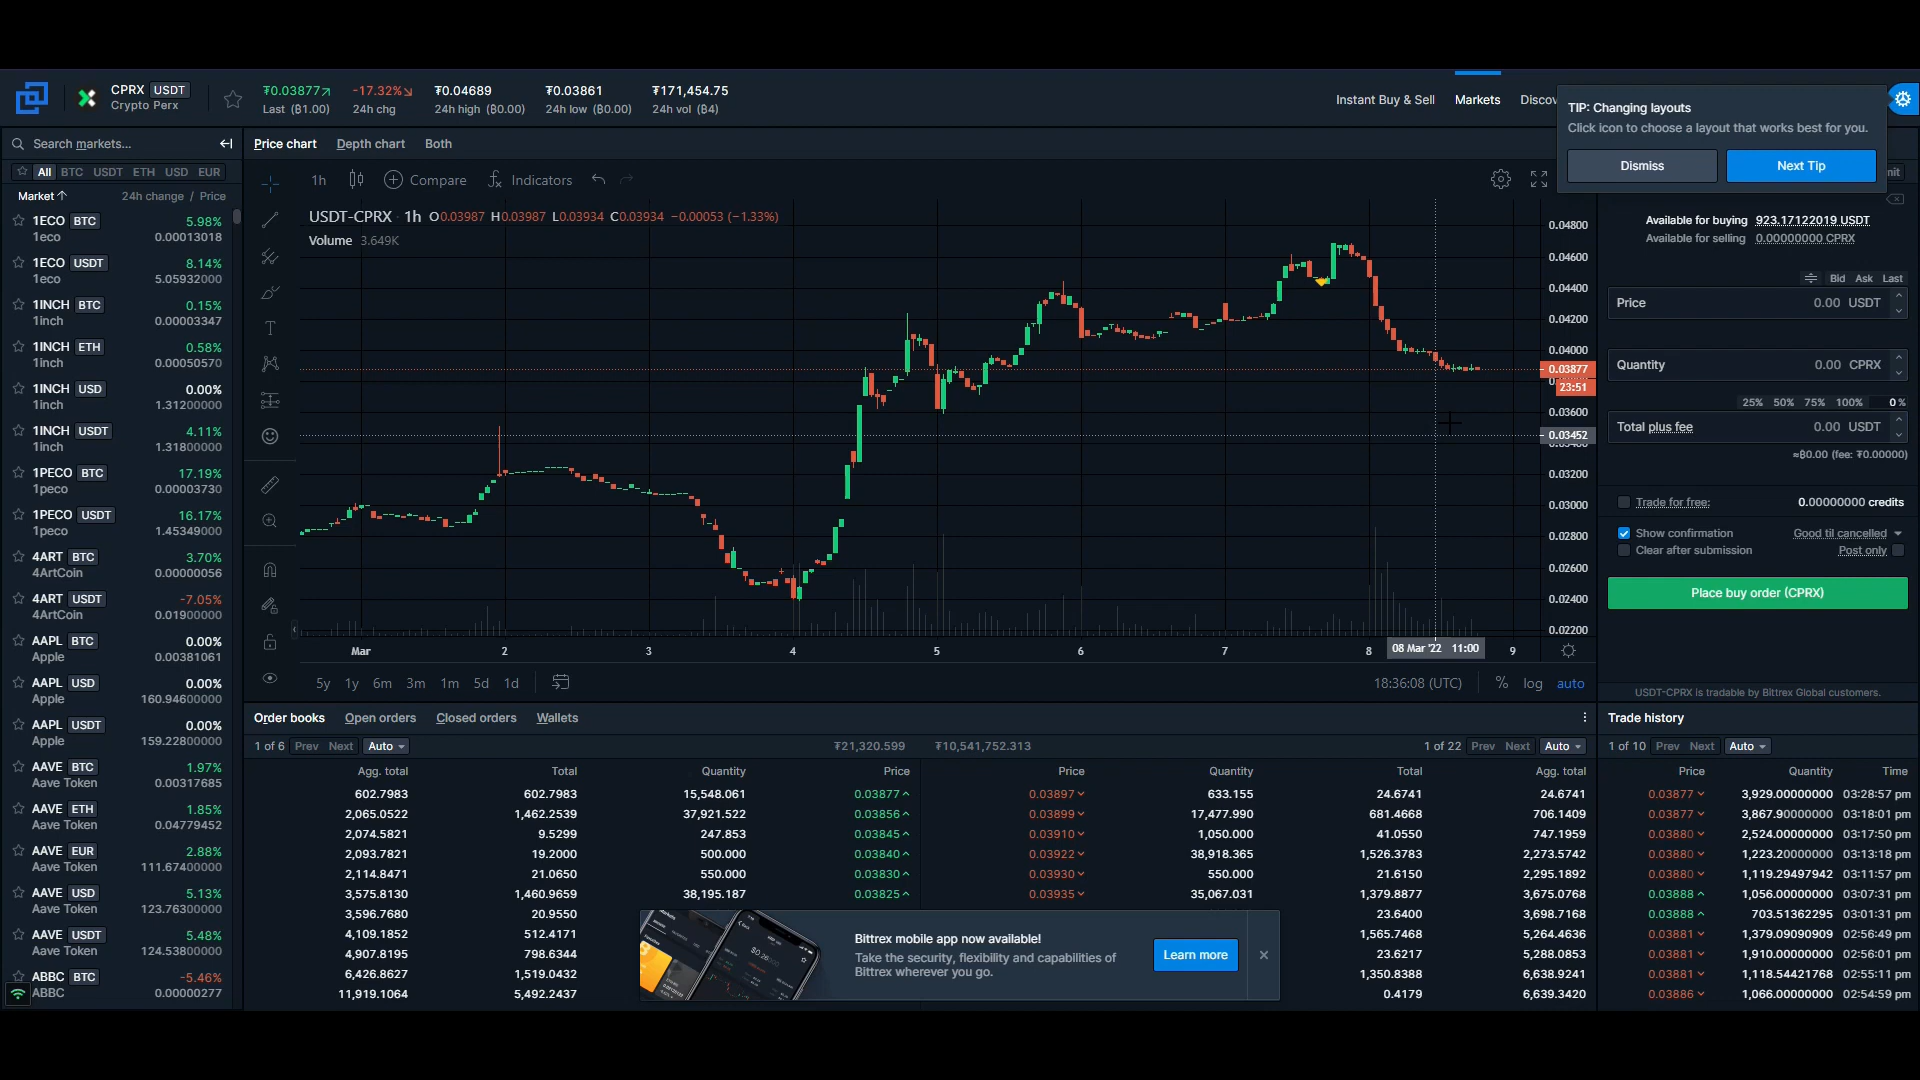 CPRX USDT
Crypto Perx
₮0.03877↗
Last (₿1.00)
-17.32%↘
24h chg
₮0.04689
24h high (₿0.00)
₮0.03861
24h low (₿0.00)
₮171,454.75
24h vol (₿4)
Instant Buy & Sell
Markets
Discov
TIP: Changing layouts
Click icon to choose a layout that works best for you.
Dismiss
Next Tip
Search markets...
All BTC USDT ETH USD EUR
Market↑ 24h change / Price
1ECO BTC 5.98%
1eco 0.00013018
1ECO USDT 8.14%
1eco 5.05932000
1INCH BTC 0.15%
1inch 0.00003347
1INCH ETH 0.58%
1inch 0.00050570
1INCH USD 0.00%
1inch 1.31200000
1INCH USDT 4.11%
1inch 1.31800000
1PECO BTC 17.19%
1peco 0.00003730
1PECO USDT 16.17%
1peco 1.45349000
4ART BTC 3.70%
4ArtCoin 0.00000056
4ART USDT -7.05%
4ArtCoin 0.01900000
AAPL BTC 0.00%
Apple 0.00381061
AAPL USD 0.00%
Apple 160.94600000
AAPL USDT 0.00%
Apple 159.22800000
AAVE BTC 1.97%
Aave Token 0.00317685
AAVE ETH 1.85%
Aave Token 0.04779452
AAVE EUR 2.88%
Aave Token 111.67400000
AAVE USD 5.13%
Aave Token 123.76300000
AAVE USDT 5.48%
Aave Token 124.53800000
ABBC BTC -5.46%
ABBC 0.00000277
Price chart Depth chart Both
1h Compare Indicators
USDT-CPRX · 1h O0.03987 H0.03987 L0.03934 C0.03934 −0.00053 (−1.33%)
Volume 3.649K
0.04800
0.04600
0.04400
0.04200
0.04000
0.03877
23:51
0.03600
0.03452
0.03200
0.03000
0.02800
0.02600
0.02400
0.02200
Mar 2 3 4 5 6 7 8 08 Mar '22 11:00 9
5y 1y 6m 3m 1m 5d 1d
18:36:08 (UTC) % log auto
nit
Available for buying 923.17122019 USDT
Available for selling 0.00000000 CPRX
Bid Ask Last
Price 0.00 USDT
Quantity 0.00 CPRX
25% 50% 75% 100% 0 %
Total plus fee 0.00 USDT
≈₿0.00 (fee: ₮0.00000)
Trade for free: 0.00000000 credits
Show confirmation Good til cancelled
Clear after submission Post only
Place buy order (CPRX)
USDT-CPRX is tradable by Bittrex Global customers.
Order books Open orders Closed orders Wallets
1 of 6 Prev Next Auto ₮21,320.599 ₮10,541,752.313 1 of 22 Prev Next Auto
Agg. total Total Quantity Price Price Quantity Total Agg. total
602.7983 602.7983 15,548.061 0.03877 0.03897 633.155 24.6741 24.6741
2,065.0522 1,462.2539 37,921.522 0.03856 0.03899 17,477.990 681.4668 706.1409
2,074.5821 9.5299 247.853 0.03845 0.03910 1,050.000 41.0550 747.1959
2,093.7821 19.2000 500.000 0.03840 0.03922 38,918.365 1,526.3783 2,273.5742
2,114.8471 21.0650 550.000 0.03830 0.03930 550.000 21.6150 2,295.1892
3,575.8130 1,460.9659 38,195.187 0.03825 0.03935 35,067.031 1,379.8877 3,675.0768
3,596.7680 20.9550 23.6400 3,698.7168
4,109.1852 512.4171 1,565.7468 5,264.4636
4,907.8195 798.6344 23.6217 5,288.0853
6,426.8627 1,519.0432 1,350.8388 6,638.9241
11,919.1064 5,492.2437 0.4179 6,639.3420
Bittrex mobile app now available!
Take the security, flexibility and capabilities of
Bittrex wherever you go.
Learn more
Trade history
1 of 10 Prev Next Auto
Price Quantity Time
0.03877 3,929.00000000 03:28:57 pm
0.03877 3,867.90000000 03:18:01 pm
0.03880 2,524.00000000 03:17:50 pm
0.03880 1,223.20000000 03:13:18 pm
0.03880 1,119.29497942 03:11:57 pm
0.03888 1,056.00000000 03:07:31 pm
0.03888 703.51362295 03:01:31 pm
0.03881 1,379.09090909 02:56:49 pm
0.03881 1,910.00000000 02:56:01 pm
0.03881 1,118.54421768 02:55:11 pm
0.03886 1,066.00000000 02:54:59 pm